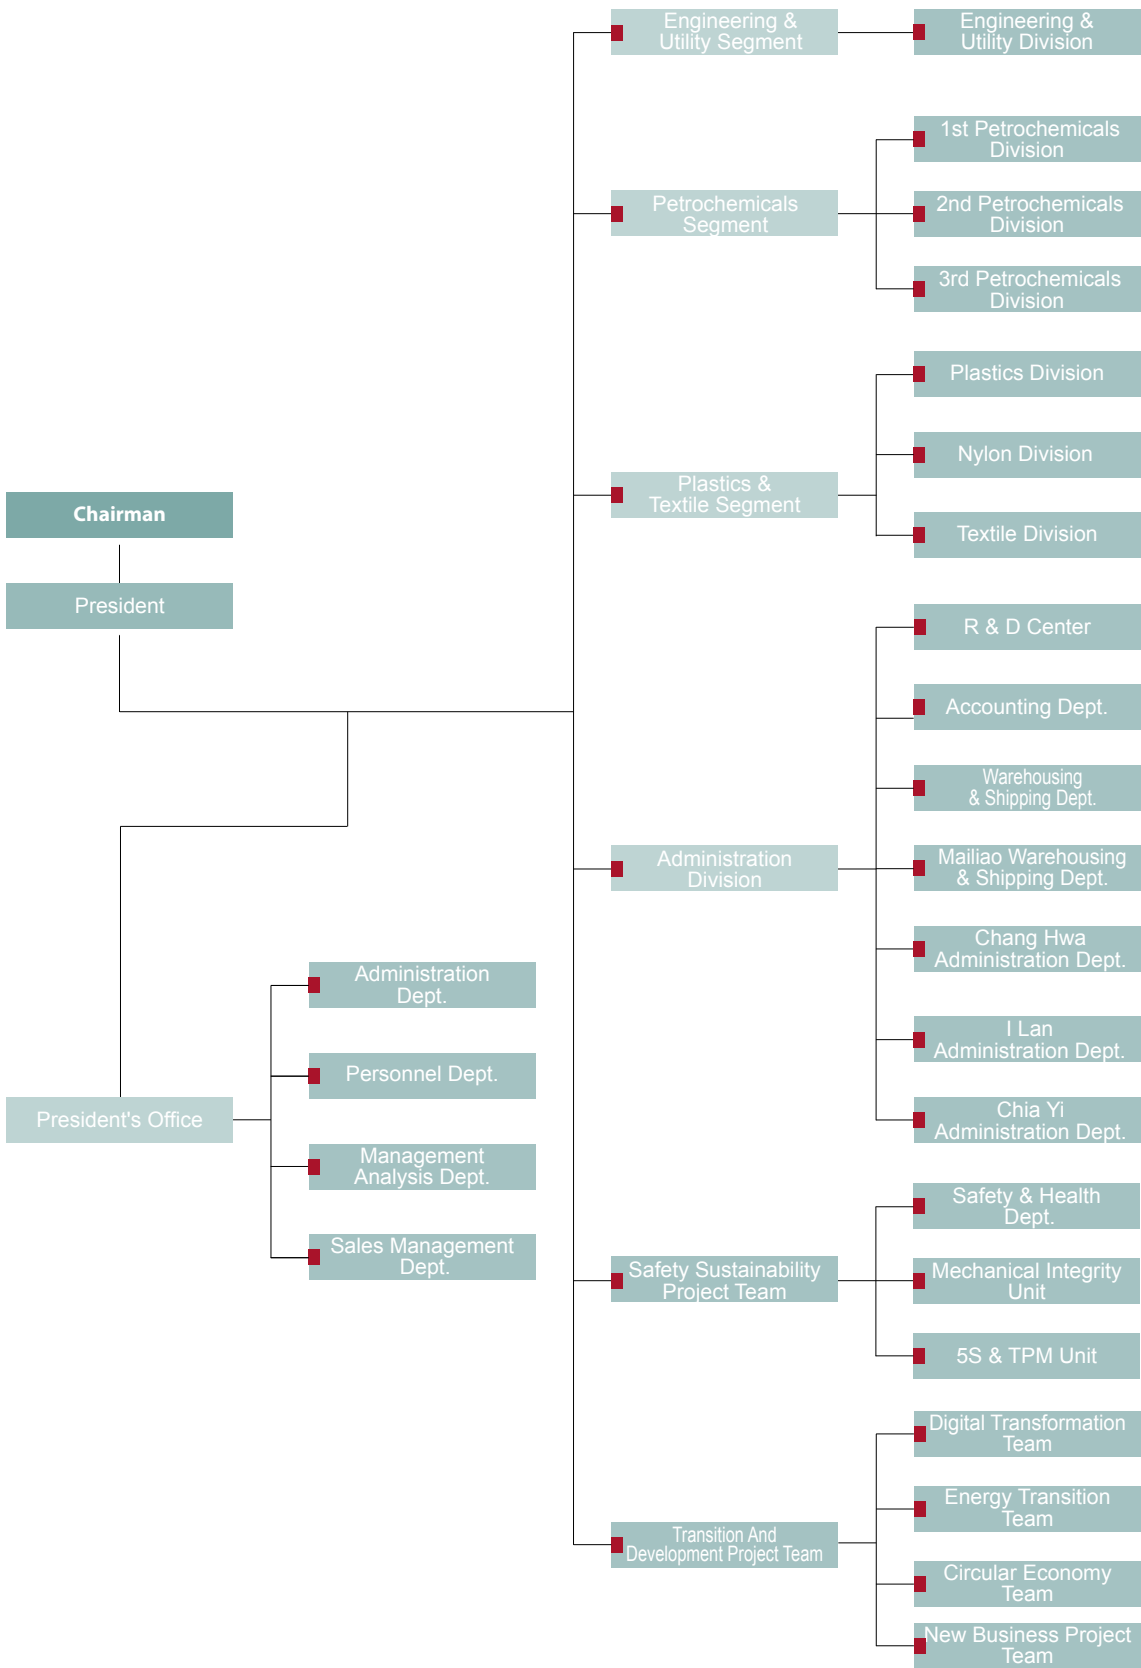 Chairman
President
President's Office
Administration
Dept.
Personnel Dept.
Management
Analysis Dept.
Sales Management
Dept.
Engineering &
Utility Segment
Engineering &
Utility Division
Petrochemicals
Segment
1st Petrochemicals
Division
2nd Petrochemicals
Division
3rd Petrochemicals
Division
Plastics &
Textile Segment
Plastics Division
Nylon Division
Textile Division
Administration
Division
R & D Center
Accounting Dept.
Warehousing
& Shipping Dept.
Mailiao Warehousing
& Shipping Dept.
Chang Hwa
Administration Dept.
I Lan
Administration Dept.
Chia Yi
Administration Dept.
Safety Sustainability
Project Team
Safety & Health
Dept.
Mechanical Integrity
Unit
5S & TPM Unit
Transition And
Development Project Team
Digital Transformation
Team
Energy Transition
Team
Circular Economy
Team
New Business Project
Team